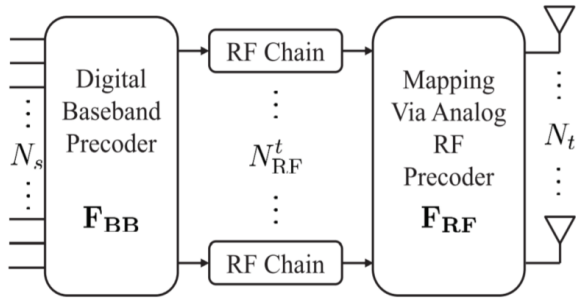 Digital
Baseband
Precoder
F_BB
N_s
RF Chain
N^t_RF
RF Chain
Mapping
Via Analog
RF
Precoder
F_RF
N_t